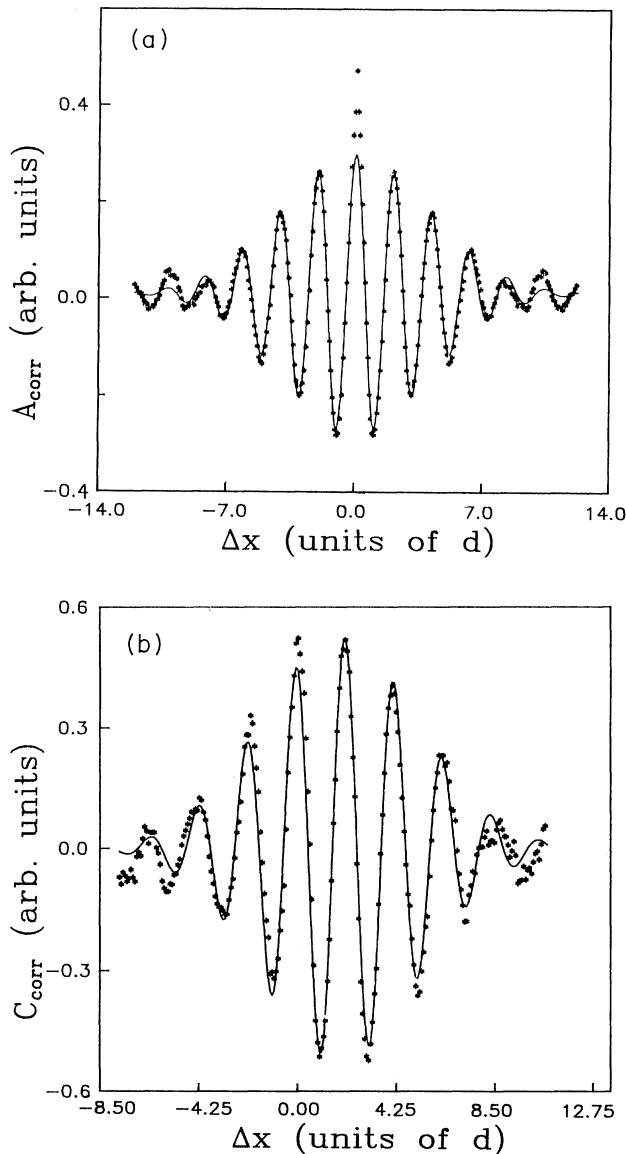 (a)
0.4
0.0
−0.4
A_corr (arb. units)
−14.0 −7.0 0.0 7.0 14.0
Δx (units of d)
(b)
0.6
0.3
0.0
−0.3
−0.6
C_corr (arb. units)
−8.50 −4.25 0.00 4.25 8.50 12.75
Δx (units of d)